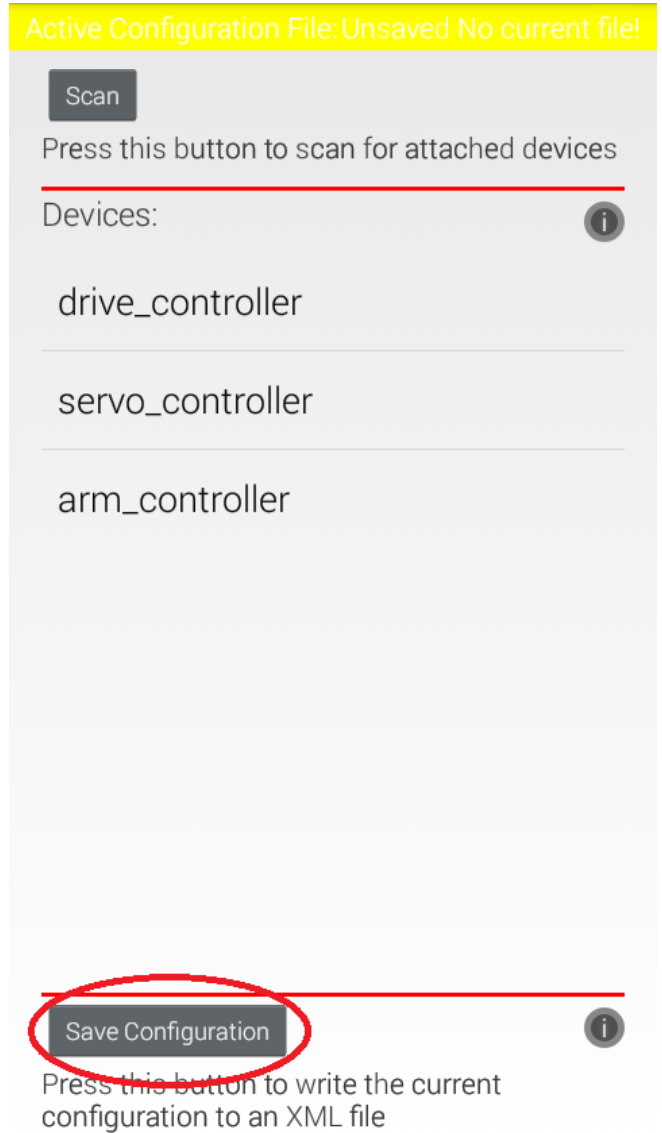 Active Configuration File: Unsaved No current file!
Scan
Press this button to scan for attached devices
Devices:
i
drive_controller
servo_controller
arm_controller
Save Configuration
i
Press this button to write the current
configuration to an XML file